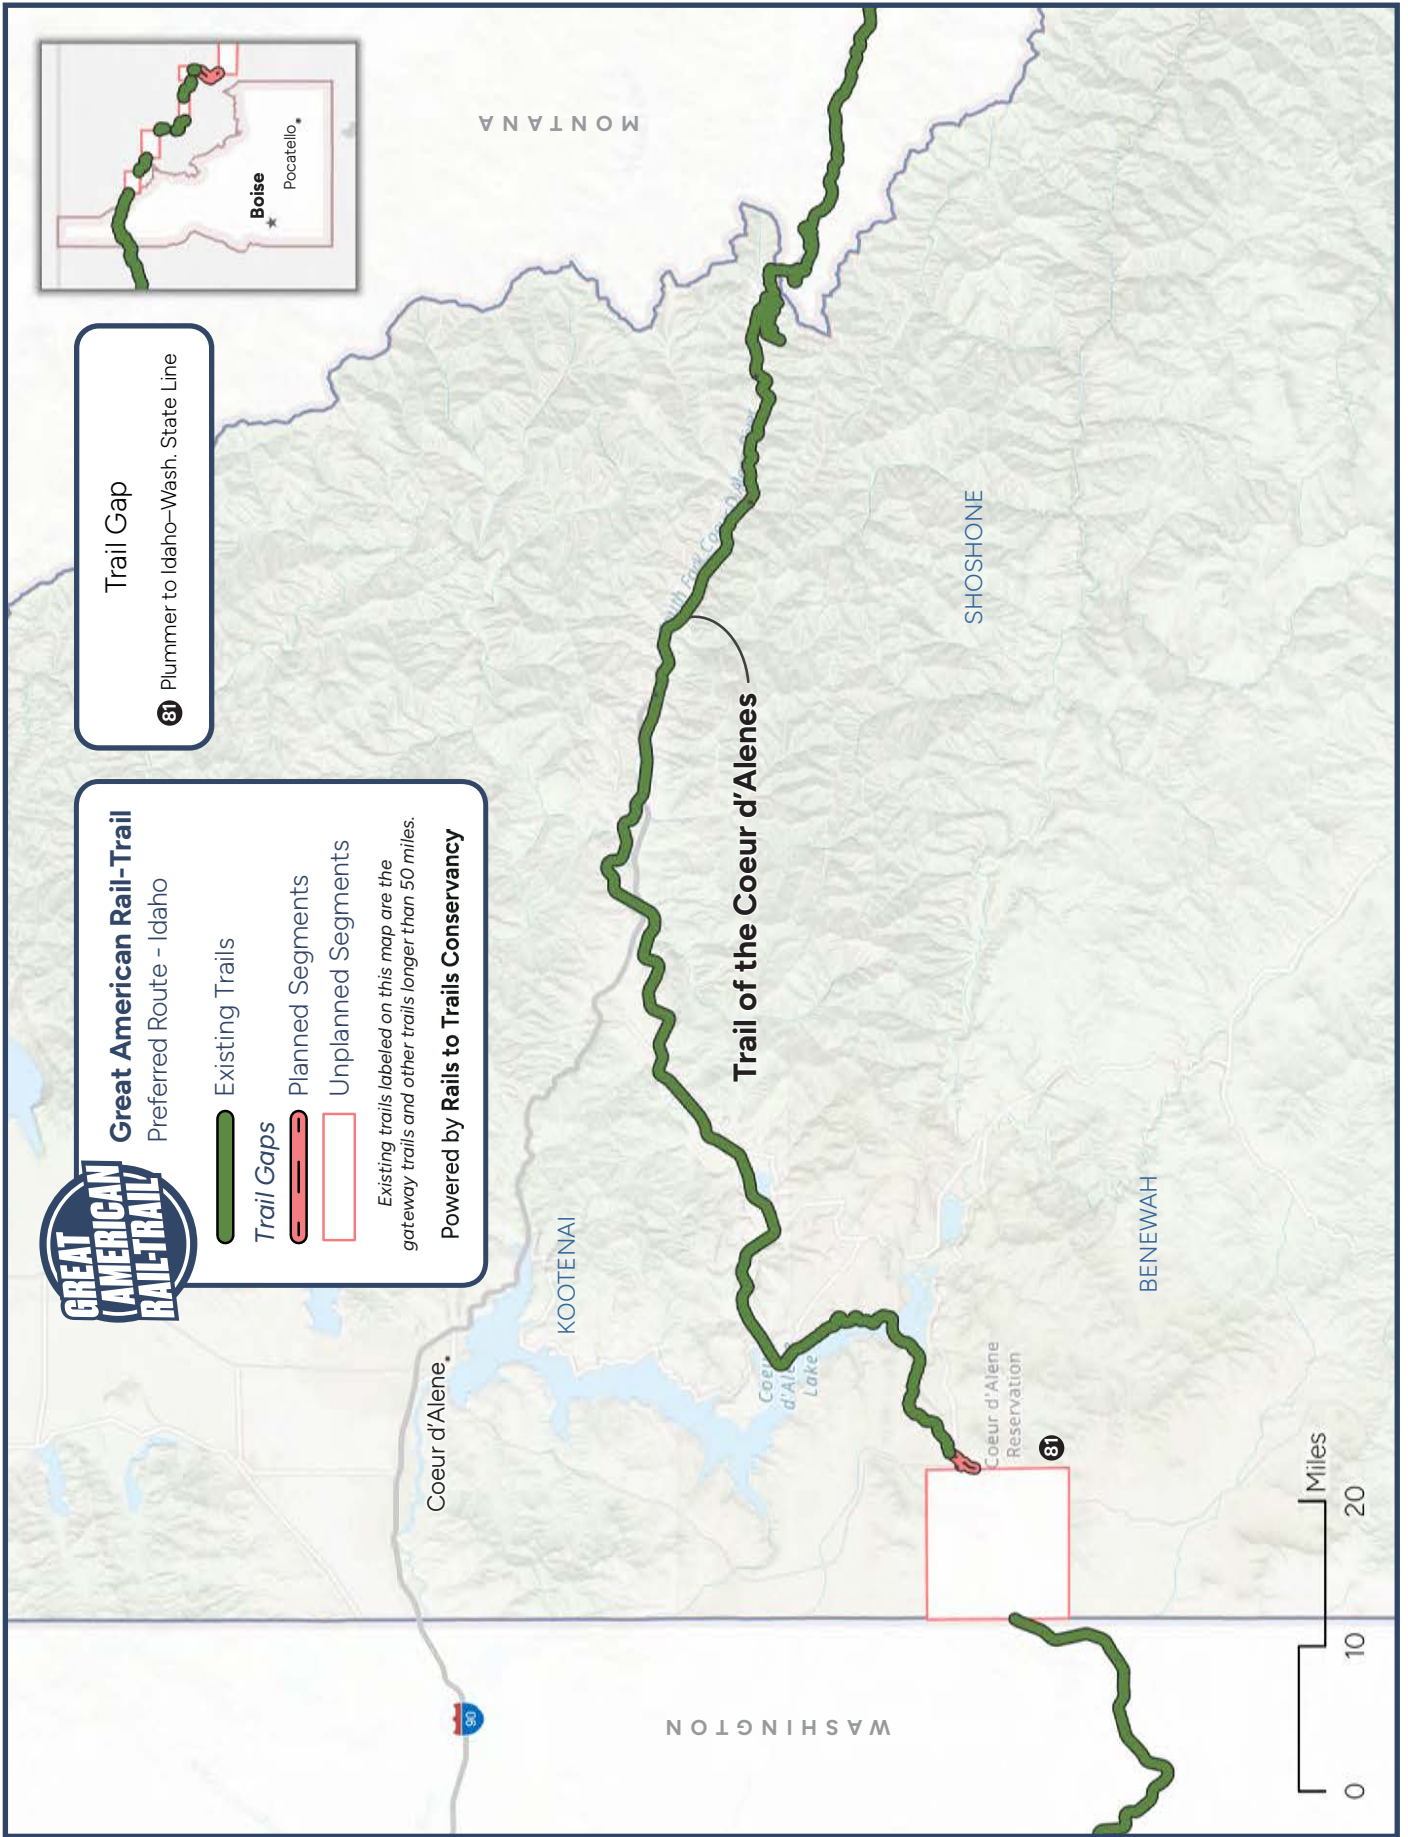 GREAT
AMERICAN
RAIL-TRAIL
Great American Rail-Trail
Preferred Route - Idaho
Existing Trails
Trail Gaps
Planned Segments
Unplanned Segments
Existing trails labeled on this map are the
gateway trails and other trails longer than 50 miles.
Powered by Rails to Trails Conservancy
Trail Gap
81 Plummer to Idaho–Wash. State Line
Boise
Pocatello
MONTANA
WASHINGTON
90
Coeur d'Alene
KOOTENAI
Coeur
d'Alene
Lake
Trail of the Coeur d'Alenes
SHOSHONE
BENEWAH
Coeur d'Alene
Reservation
81
0 10 20
Miles